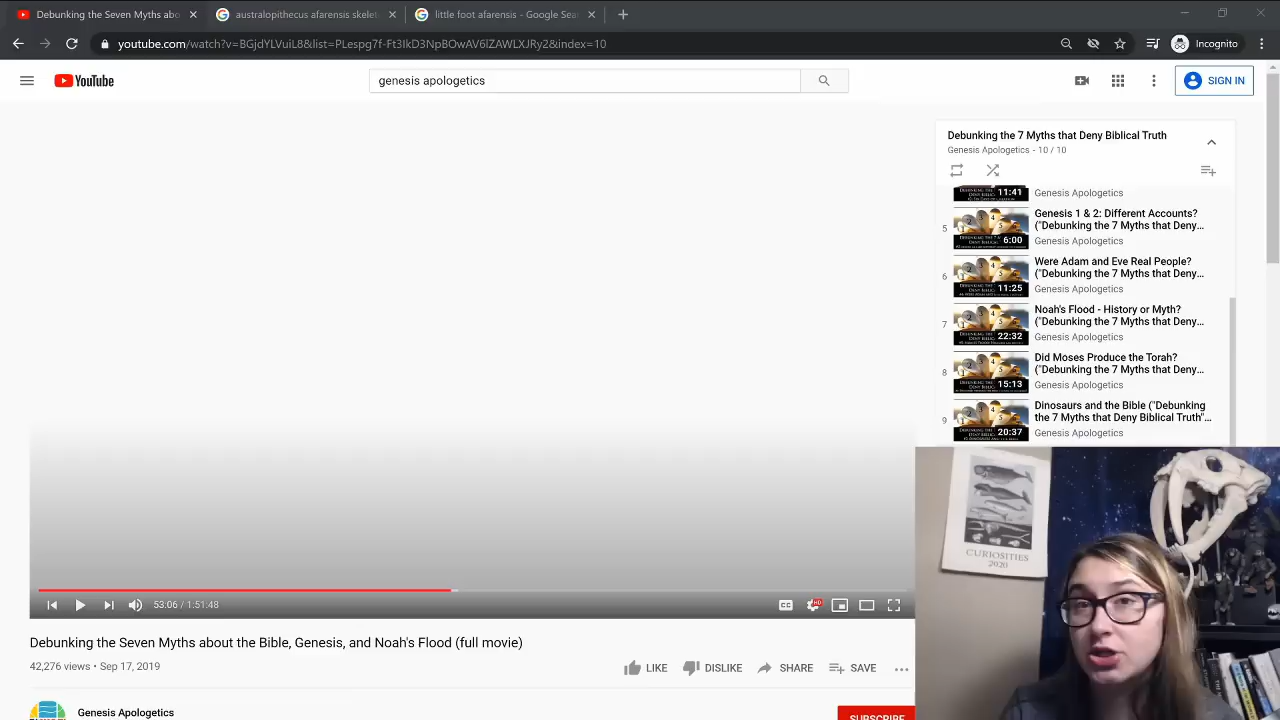 Debunking the Seven Myths abo
australopithecus afarensis skelet
little foot afarensis - Google Sear
youtube.com/watch?v=BGjdYLVuiL8&list=PLespg7f-Ft3IkD3NpBOwAV6lZAWLXJRy2&index=10
Incognito
YouTube
genesis apologetics
SIGN IN
Debunking the 7 Myths that Deny Biblical Truth
Genesis Apologetics - 10 / 10
11:41
Genesis Apologetics
5
Genesis 1 & 2: Different Accounts?
("Debunking the 7 Myths that Deny...
6:00
Genesis Apologetics
6
Were Adam and Eve Real People?
("Debunking the 7 Myths that Deny...
11:25
Genesis Apologetics
7
Noah's Flood - History or Myth?
("Debunking the 7 Myths that Deny...
22:32
Genesis Apologetics
8
Did Moses Produce the Torah?
("Debunking the 7 Myths that Deny...
15:13
Genesis Apologetics
9
Dinosaurs and the Bible ("Debunking
the 7 Myths that Deny Biblical Truth"...
20:37
Genesis Apologetics
CURIOSITIES
2020
53:06 / 1:51:48
CC
HD
Debunking the Seven Myths about the Bible, Genesis, and Noah's Flood (full movie)
42,276 views • Sep 17, 2019
LIKE
DISLIKE
SHARE
SAVE
Genesis Apologetics
SUBSCRIBE